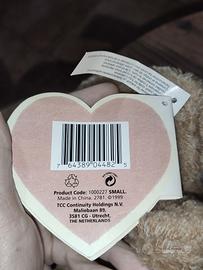 7 64389 04482 5
Product Code: 1000227 SMALL.
Made in China. 2781. ©1999
TCC Continuity Holdings N.V.
Maliebaan 89,
3581 CG - Utrecht,
THE NETHERLANDS